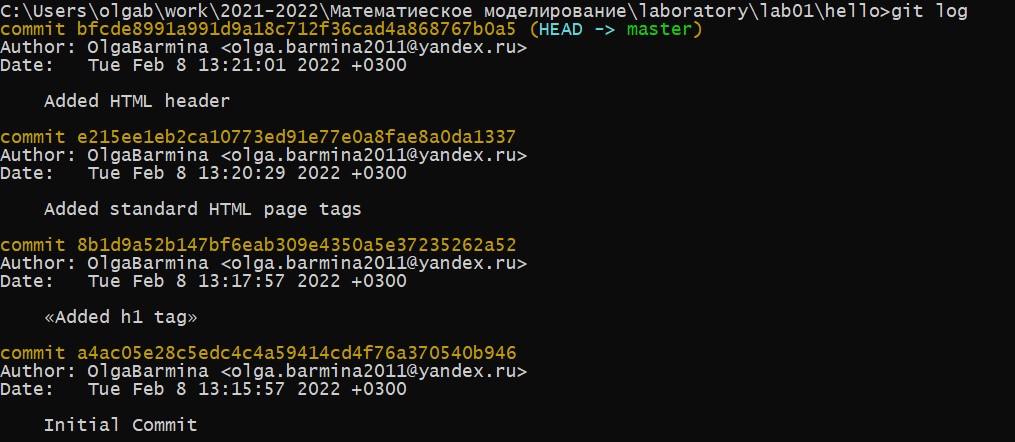 C:\Users\olgab\work\2021-2022\Математиеское моделирование\laboratory\lab01\hello>git log
commit bfcde8991a991d9a18c712f36cad4a868767b0a5 (HEAD -> master)
Author: OlgaBarmina <olga.barmina2011@yandex.ru>
Date:   Tue Feb 8 13:21:01 2022 +0300
    Added HTML header
commit e215ee1eb2ca10773ed91e77e0a8fae8a0da1337
Author: OlgaBarmina <olga.barmina2011@yandex.ru>
Date:   Tue Feb 8 13:20:29 2022 +0300
    Added standard HTML page tags
commit 8b1d9a52b147bf6eab309e4350a5e37235262a52
Author: OlgaBarmina <olga.barmina2011@yandex.ru>
Date:   Tue Feb 8 13:17:57 2022 +0300
    «Added h1 tag»
commit a4ac05e28c5edc4c4a59414cd4f76a370540b946
Author: OlgaBarmina <olga.barmina2011@yandex.ru>
Date:   Tue Feb 8 13:15:57 2022 +0300
    Initial Commit